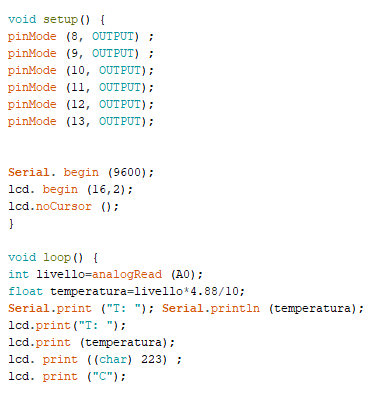 void setup() {
pinMode (8, OUTPUT) ;
pinMode (9, OUTPUT) ;
pinMode (10, OUTPUT);
pinMode (11, OUTPUT);
pinMode (12, OUTPUT);
pinMode (13, OUTPUT);
Serial. begin (9600);
lcd. begin (16,2);
lcd.noCursor ();
}
void loop() {
int livello=analogRead (A0);
float temperatura=livello*4.88/10;
Serial.print ("T: "); Serial.println (temperatura);
lcd.print("T: ");
lcd.print (temperatura);
lcd. print ((char) 223) ;
lcd. print ("C");